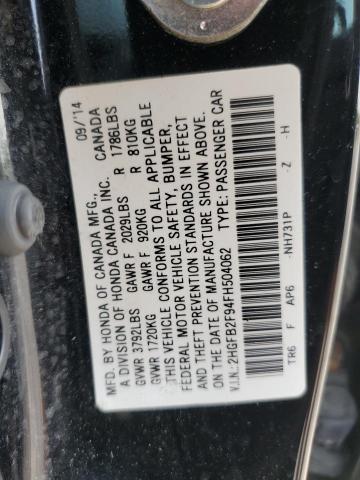 MFD. BY HONDA OF CANADA MFG., 09/'14
A DIVISION OF HONDA CANADA INC. CANADA
GVWR 3792LBS GAWR F 2029LBS R 1786LBS
GVWR 1720KG GAWR F 920KG R 810KG
THIS VEHICLE CONFORMS TO ALL APPLICABLE
FEDERAL MOTOR VEHICLE SAFETY, BUMPER,
AND THEFT PREVENTION STANDARDS IN EFFECT
ON THE DATE OF MANUFACTURE SHOWN ABOVE.
V.I.N.:2HGFB2F94FH504062 TYPE: PASSENGER CAR
TR6 F AP6 -NH731P -Z -H